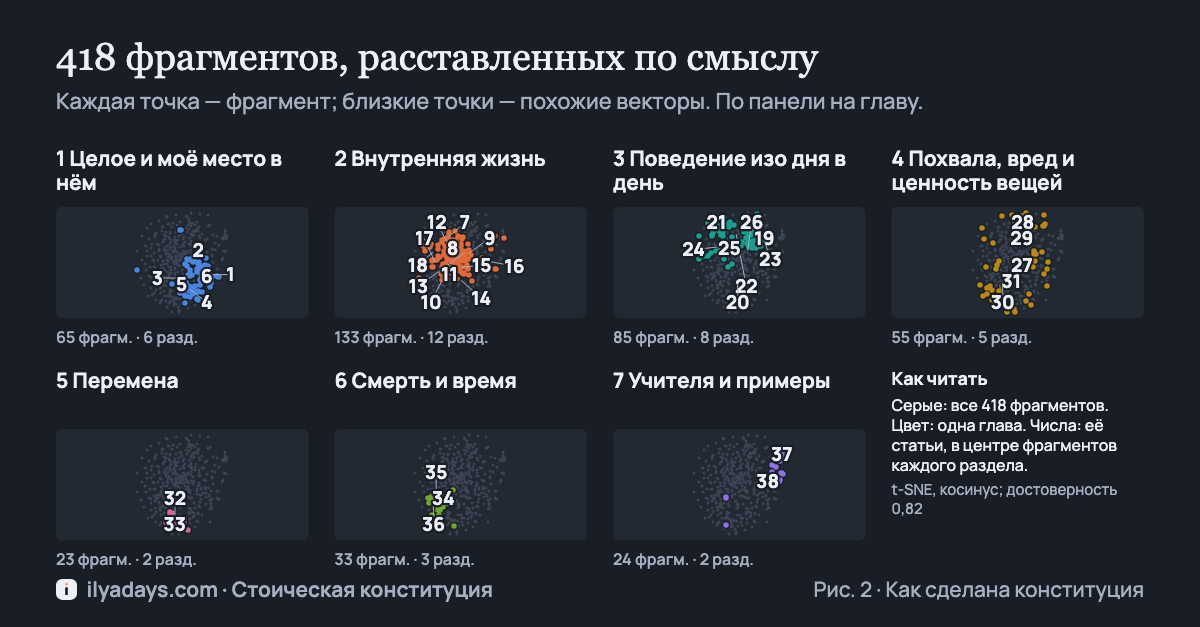 418 фрагментов, расставленных по смыслу
Каждая точка — фрагмент; близкие точки — похожие векторы. По панели на главу.
1 Целое и моё место в
нём
2
3
5
6
1
4
65 фрагм. · 6 разд.
2 Внутренняя жизнь
12
7
17
8
9
18
11
15
16
13
10
14
133 фрагм. · 12 разд.
3 Поведение изо дня в
день
21
26
24
25
19
23
22
20
85 фрагм. · 8 разд.
4 Похвала, вред и
ценность вещей
28
29
27
31
30
55 фрагм. · 5 разд.
5 Перемена
32
33
23 фрагм. · 2 разд.
6 Смерть и время
35
34
36
33 фрагм. · 3 разд.
7 Учителя и примеры
37
38
24 фрагм. · 2 разд.
Как читать
Серые: все 418 фрагментов.
Цвет: одна глава. Числа: её
статьи, в центре фрагментов
каждого раздела.
t-SNE, косинус; достоверность
0,82
i ilyadays.com · Стоическая конституция
Рис. 2 · Как сделана конституция